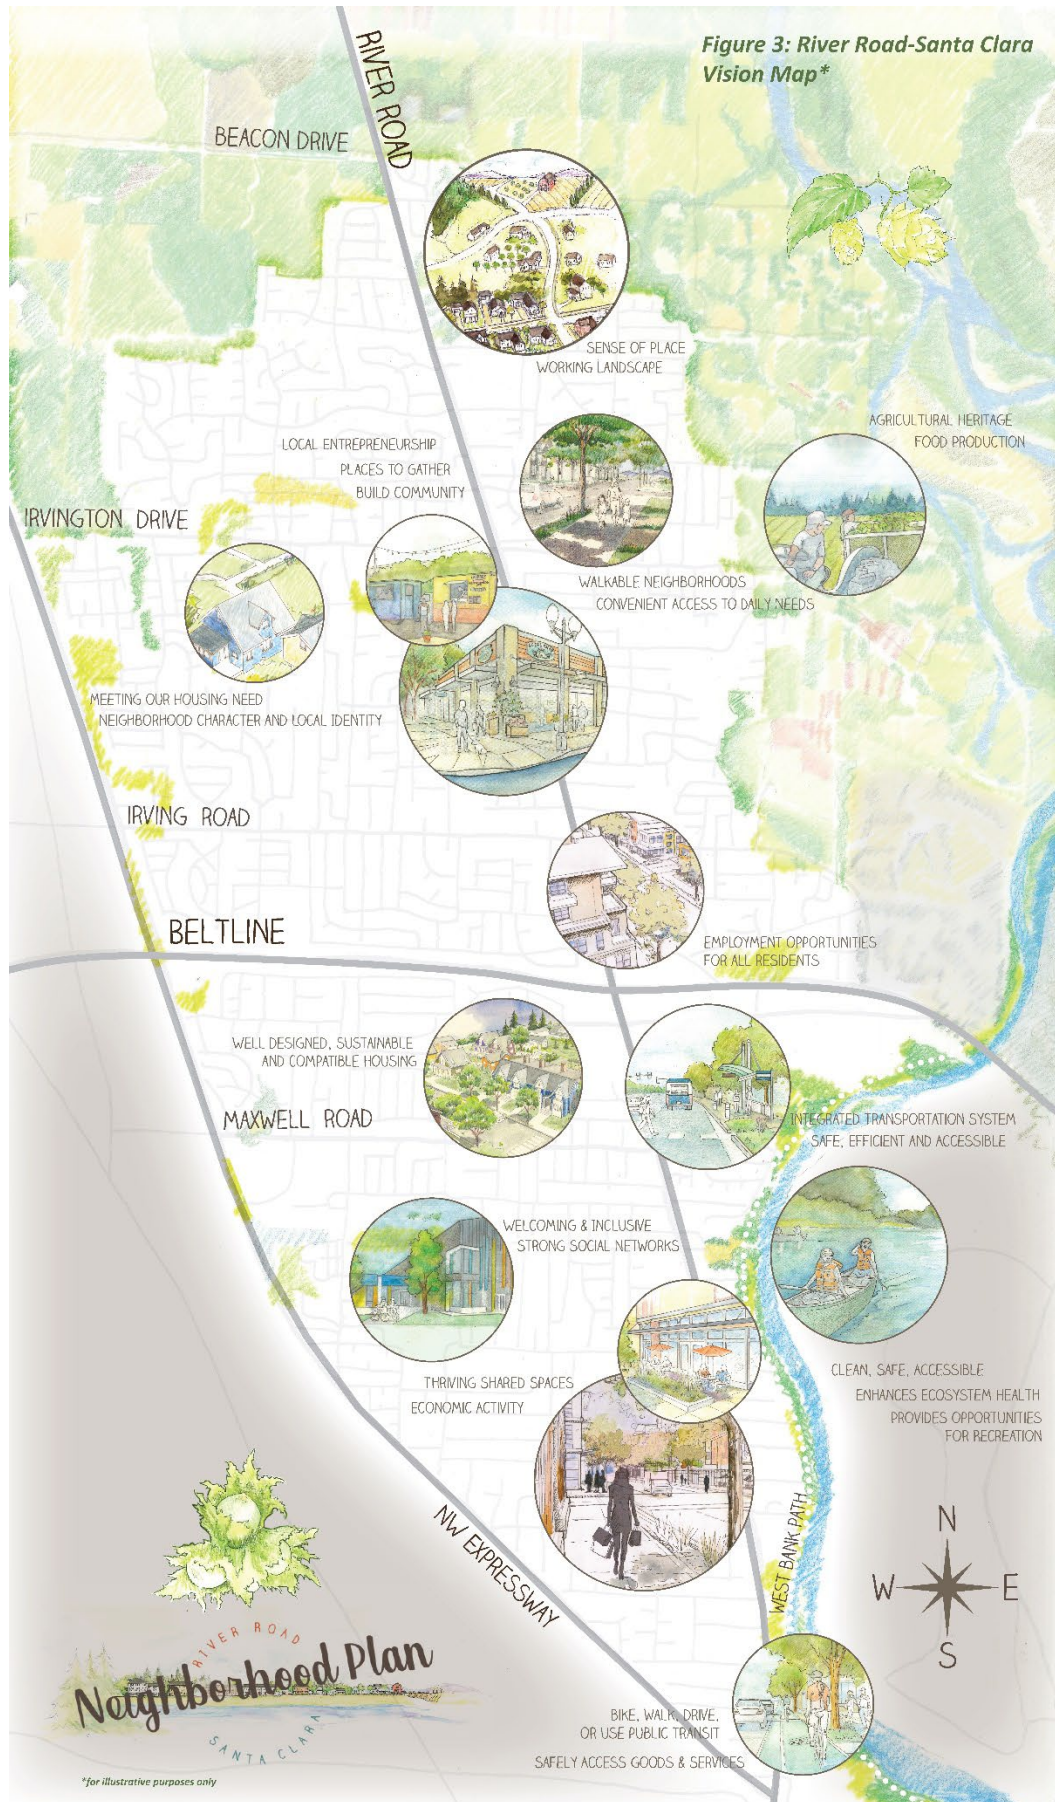 Figure 3: River Road-Santa Clara
Vision Map*
RIVER ROAD
BEACON DRIVE
SENSE OF PLACE
WORKING LANDSCAPE
AGRICULTURAL HERITAGE
FOOD PRODUCTION
LOCAL ENTREPRENEURSHIP
PLACES TO GATHER
BUILD COMMUNITY
IRVINGTON DRIVE
WALKABLE NEIGHBORHOODS
CONVENIENT ACCESS TO DAILY NEEDS
MEETING OUR HOUSING NEED
NEIGHBORHOOD CHARACTER AND LOCAL IDENTITY
IRVING ROAD
BELTLINE
EMPLOYMENT OPPORTUNITIES
FOR ALL RESIDENTS
WELL DESIGNED, SUSTAINABLE
AND COMPATIBLE HOUSING
MAXWELL ROAD
INTEGRATED TRANSPORTATION SYSTEM
SAFE, EFFICIENT AND ACCESSIBLE
WELCOMING & INCLUSIVE
STRONG SOCIAL NETWORKS
THRIVING SHARED SPACES
ECONOMIC ACTIVITY
CLEAN, SAFE, ACCESSIBLE
ENHANCES ECOSYSTEM HEALTH
PROVIDES OPPORTUNITIES
FOR RECREATION
NW EXPRESSWAY
WEST BANK PATH
N
W E
S
RIVER ROAD
Neighborhood Plan
SANTA CLARA
BIKE, WALK, DRIVE,
OR USE PUBLIC TRANSIT
SAFELY ACCESS GOODS & SERVICES
*for illustrative purposes only